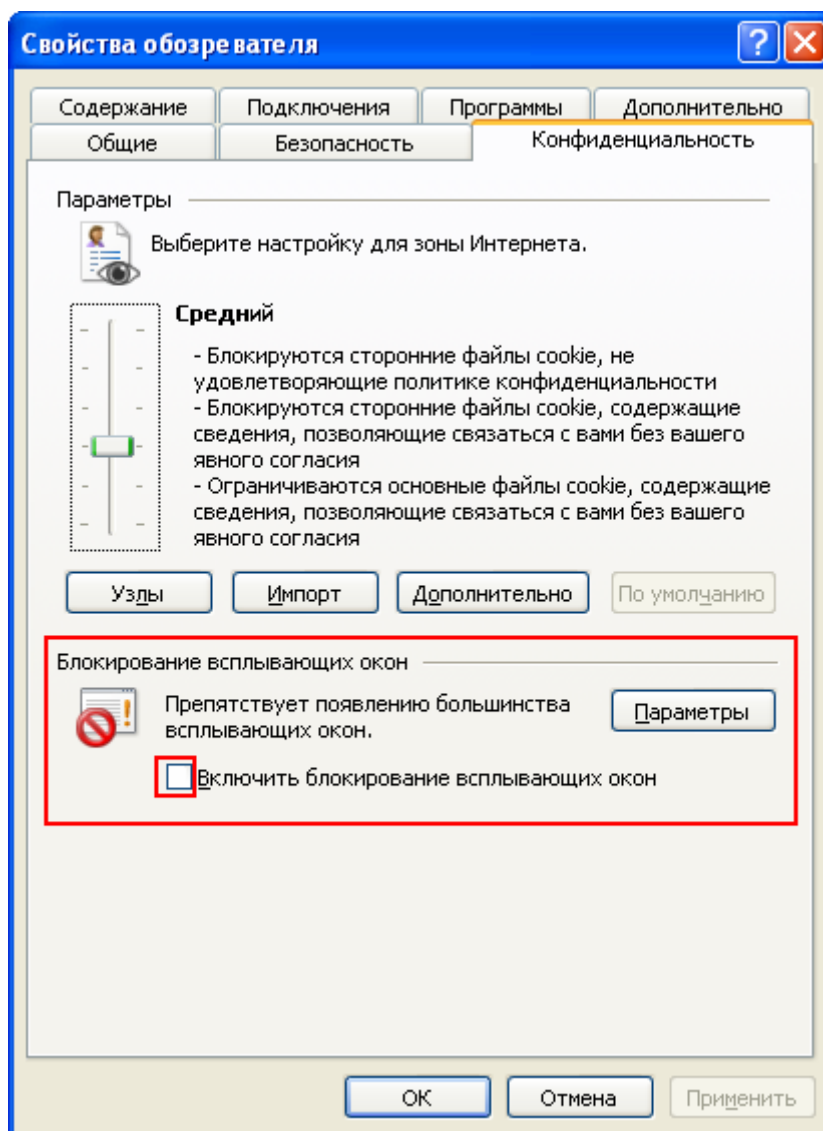 Свойства обозревателя
Содержание Подключения Программы Дополнительно
Общие Безопасность Конфиденциальность
Параметры
Выберите настройку для зоны Интернета.
Средний
- Блокируются сторонние файлы cookie, не
удовлетворяющие политике конфиденциальности
- Блокируются сторонние файлы cookie, содержащие
сведения, позволяющие связаться с вами без вашего
явного согласия
- Ограничиваются основные файлы cookie, содержащие
сведения, позволяющие связаться с вами без вашего
явного согласия
Узлы Импорт Дополнительно По умолчанию
Блокирование всплывающих окон
Препятствует появлению большинства
всплывающих окон.
Параметры
Включить блокирование всплывающих окон
ОК Отмена Применить